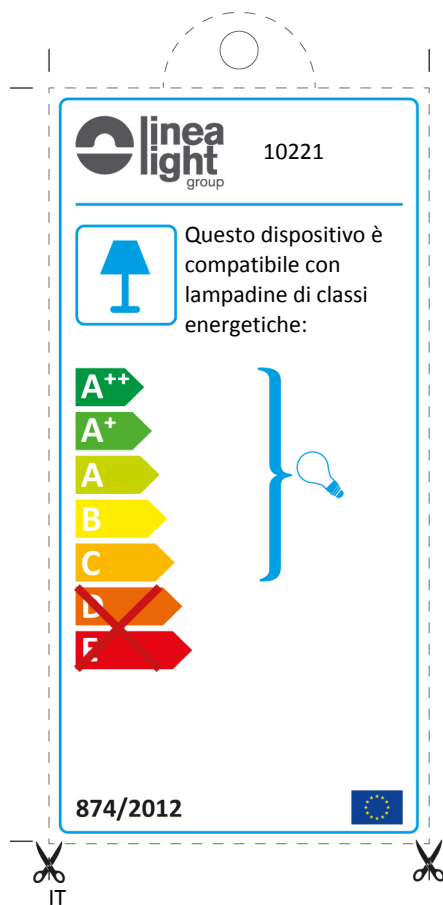 linea
light
group
10221
Questo dispositivo è
compatibile con
lampadine di classi
energetiche:
A++
A+
A
B
C
D
E
874/2012
IT